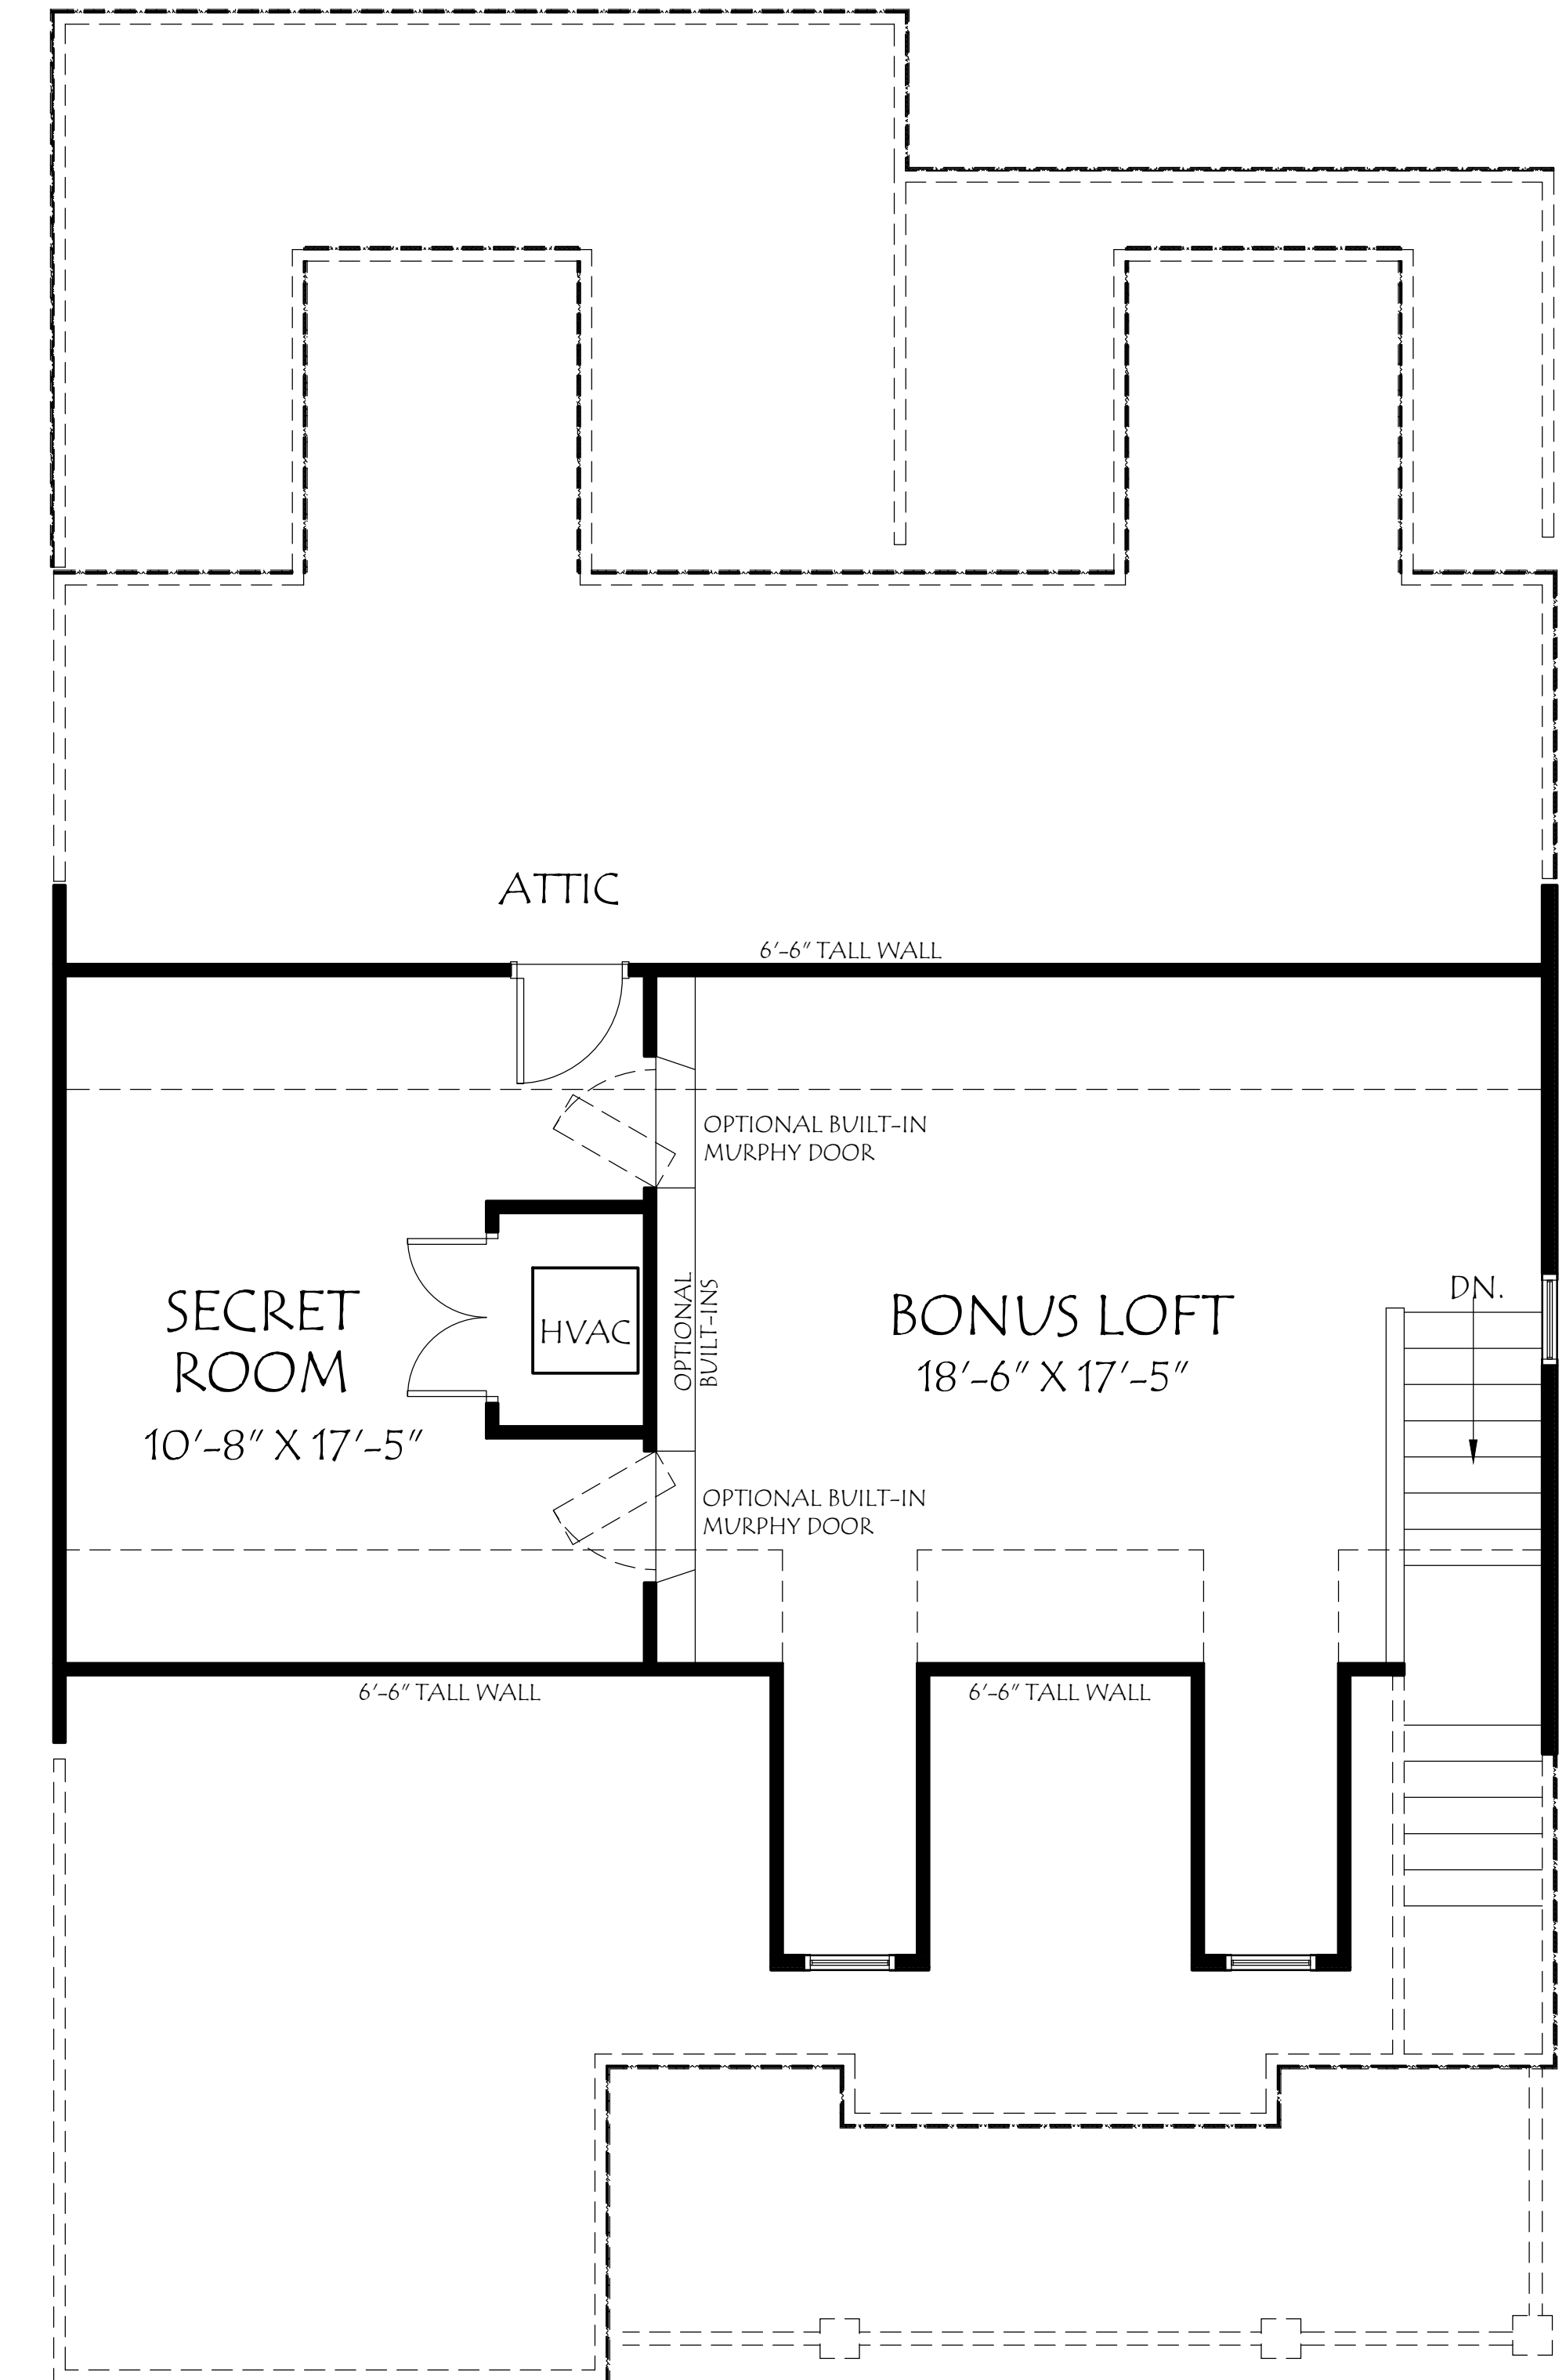 ATTIC
6'-6" TALL WALL
OPTIONAL BUILT-IN
MURPHY DOOR
SECRET
ROOM
10'-8" X 17'-5"
HVAC
OPTIONAL
BUILT-INS
BONUS LOFT
18'-6" X 17'-5"
DN.
OPTIONAL BUILT-IN
MURPHY DOOR
6'-6" TALL WALL
6'-6" TALL WALL